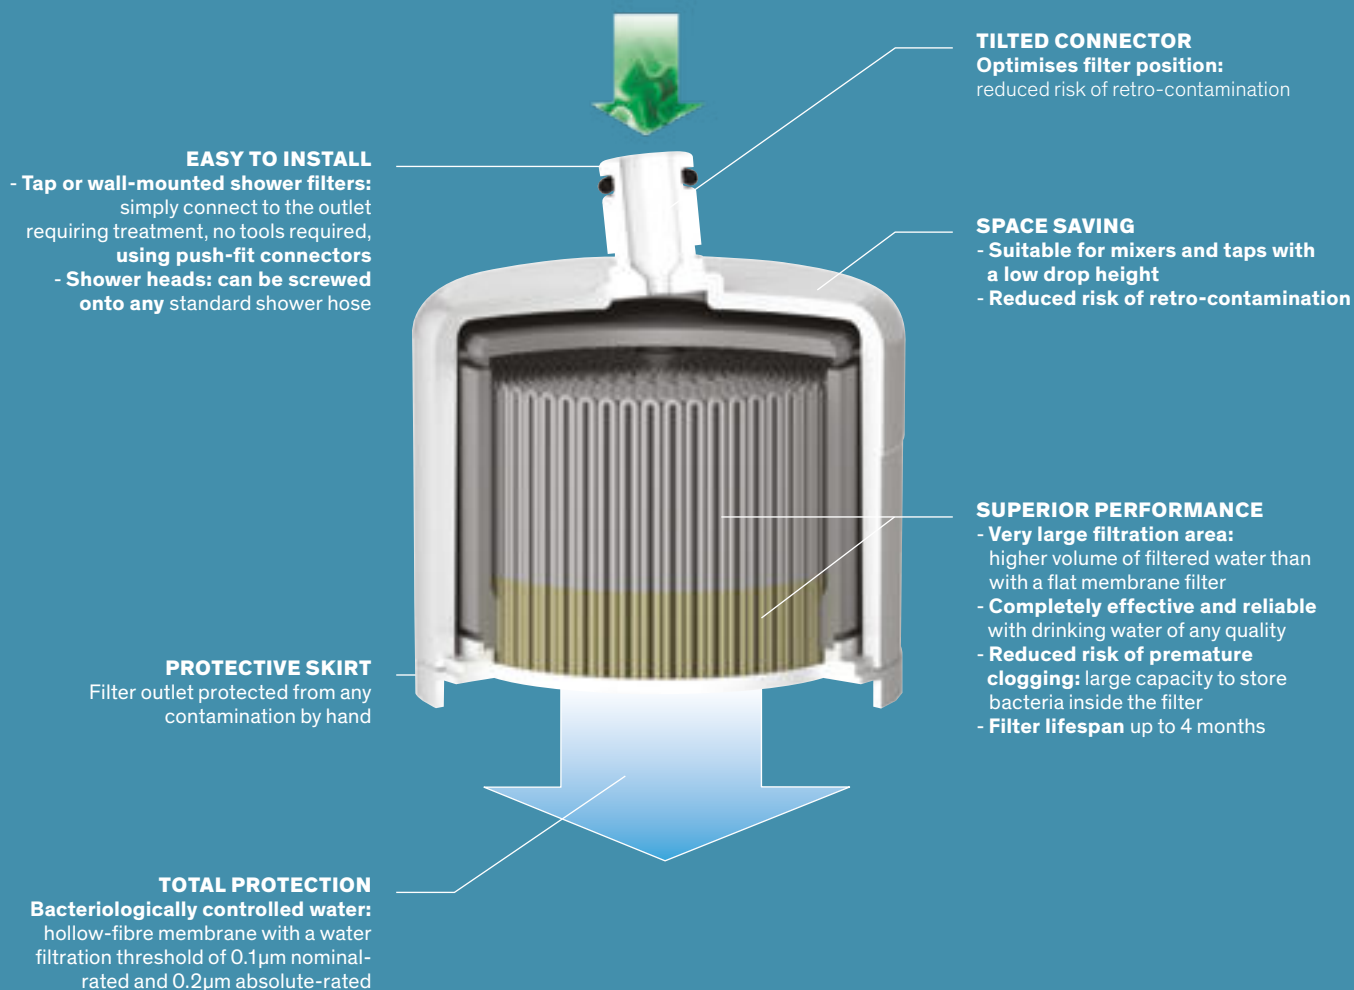 TILTED CONNECTOR
Optimises filter position:
reduced risk of retro-contamination
EASY TO INSTALL
- Tap or wall-mounted shower filters:
simply connect to the outlet
requiring treatment, no tools required,
using push-fit connectors
- Shower heads: can be screwed
onto any standard shower hose
SPACE SAVING
- Suitable for mixers and taps with
a low drop height
- Reduced risk of retro-contamination
SUPERIOR PERFORMANCE
- Very large filtration area:
higher volume of filtered water than
with a flat membrane filter
- Completely effective and reliable
with drinking water of any quality
- Reduced risk of premature
clogging: large capacity to store
bacteria inside the filter
- Filter lifespan up to 4 months
PROTECTIVE SKIRT
Filter outlet protected from any
contamination by hand
TOTAL PROTECTION
Bacteriologically controlled water:
hollow-fibre membrane with a water
filtration threshold of 0.1µm nominal-
rated and 0.2µm absolute-rated